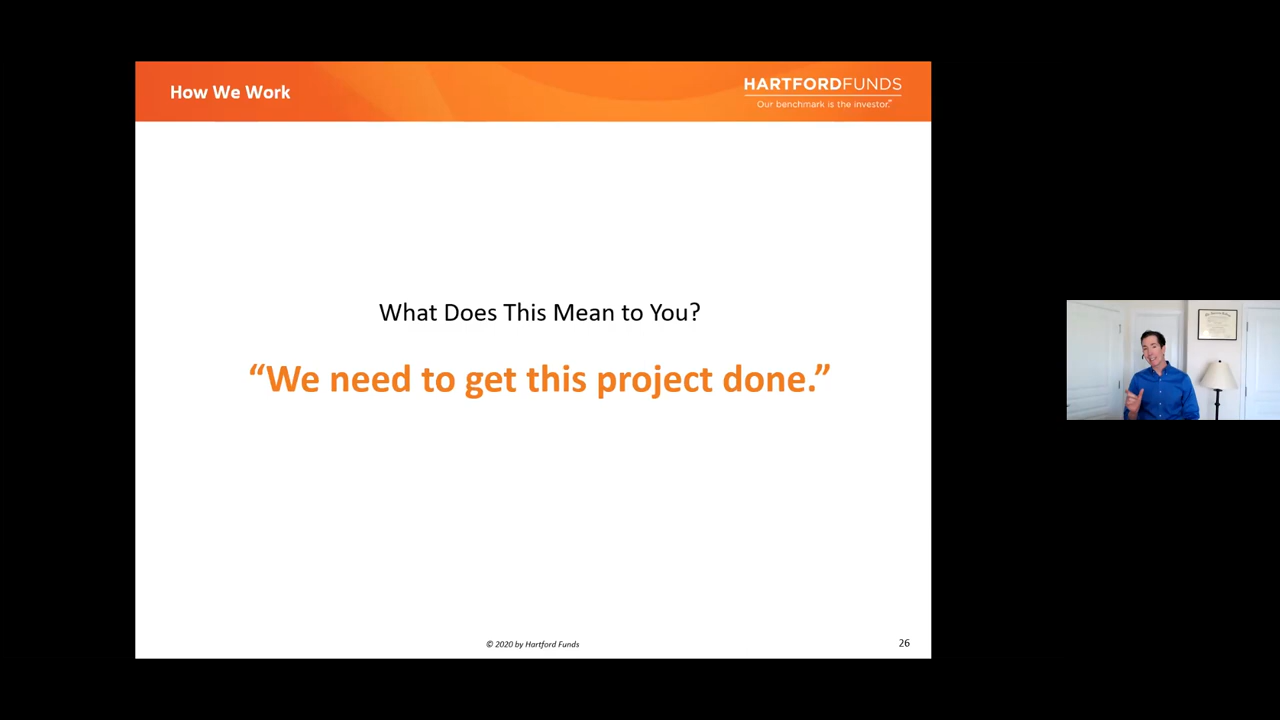 How We Work
HARTFORDFUNDS
Our benchmark is the investor.
What Does This Mean to You?
“We need to get this project done.”
© 2020 by Hartford Funds
26